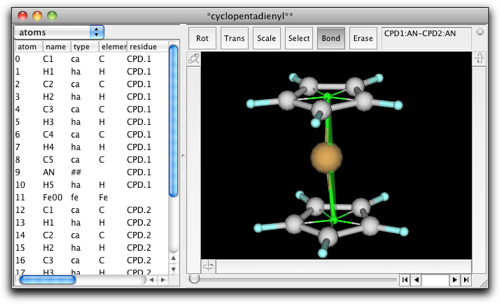 *cyclopentadienyl**
atoms
Rot Trans Scale Select Bond Erase CPD1:AN-CPD2:AN
atom name type elemen residue
0 C1 ca C CPD.1
1 H1 ha H CPD.1
2 C2 ca C CPD.1
3 H2 ha H CPD.1
4 C3 ca C CPD.1
5 H3 ha H CPD.1
6 C4 ca C CPD.1
7 H4 ha H CPD.1
8 C5 ca C CPD.1
9 AN ## CPD.1
10 H5 ha H CPD.1
11 Fe00 fe Fe
12 C1 ca C CPD.2
13 H1 ha H CPD.2
14 C2 ca C CPD.2
15 H2 ha H CPD.2
16 C3 ca C CPD.2
17 H3 ha H CPD.2